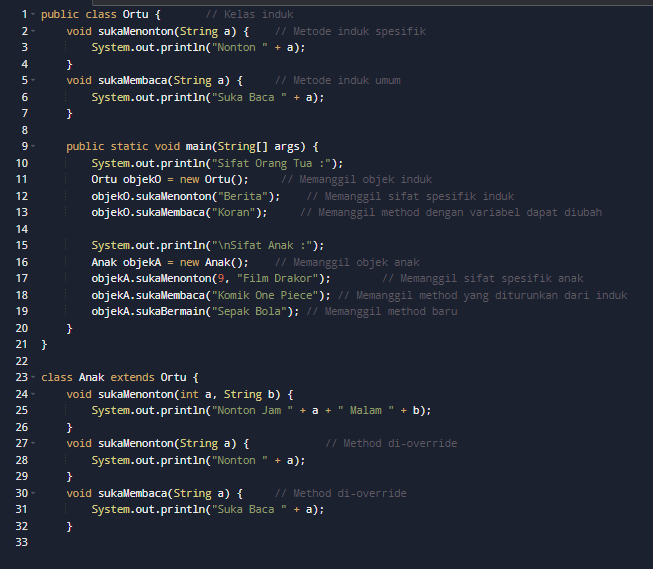 1 public class Ortu {        // Kelas induk
2     void sukaMenonton(String a) {    // Metode induk spesifik
3         System.out.println("Nonton " + a);
4     }
5     void sukaMembaca(String a) {     // Metode induk umum
6         System.out.println("Suka Baca " + a);
7     }
8
9     public static void main(String[] args) {
10         System.out.println("Sifat Orang Tua :");
11         Ortu objekO = new Ortu();     // Memanggil objek induk
12         objekO.sukaMenonton("Berita");    // Memanggil sifat spesifik induk
13         objekO.sukaMembaca("Koran");     // Memanggil method dengan variabel dapat diubah
14
15         System.out.println("\nSifat Anak :");
16         Anak objekA = new Anak();    // Memanggil objek anak
17         objekA.sukaMenonton(9, "Film Drakor");        // Memanggil sifat spesifik anak
18         objekA.sukaMembaca("Komik One Piece"); // Memanggil method yang diturunkan dari induk
19         objekA.sukaBermain("Sepak Bola"); // Memanggil method baru
20     }
21 }
22
23 class Anak extends Ortu {
24     void sukaMenonton(int a, String b) {
25         System.out.println("Nonton Jam " + a + " Malam " + b);
26     }
27     void sukaMenonton(String a) {            // Method di-override
28         System.out.println("Nonton " + a);
29     }
30     void sukaMembaca(String a) {     // Method di-override
31         System.out.println("Suka Baca " + a);
32     }
33